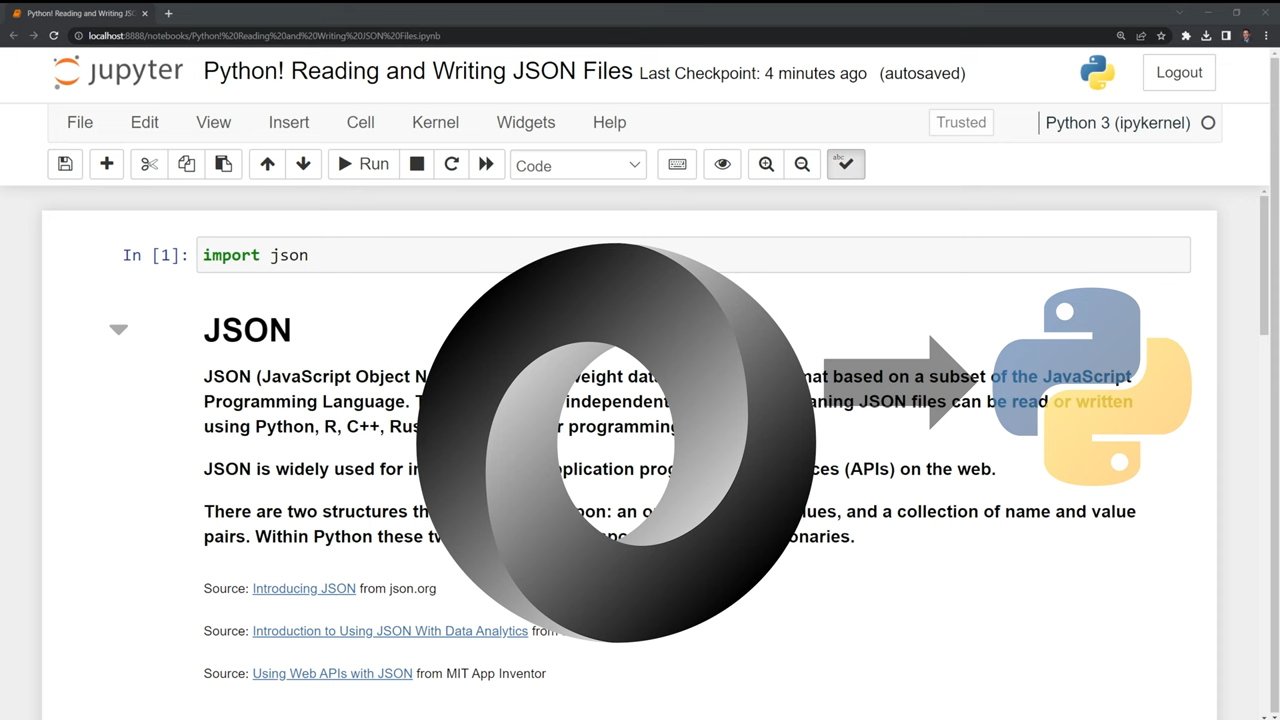 Python! Reading and Writing JSO
localhost:8888/notebooks/Python!%20Reading%20and%20Writing%20JSON%20Files.ipynb
jupyter Python! Reading and Writing JSON Files Last Checkpoint: 4 minutes ago (autosaved)
Logout
File Edit View Insert Cell Kernel Widgets Help
Trusted Python 3 (ipykernel)
Run Code
In [1]: import json
JSON
JSON (JavaScript Object N weight data at based on a subset of the JavaScript
Programming Language. independent aning JSON files can be read or written
using Python, R, C++, Rus r programming
JSON is widely used for in pplication prog ces (APIs) on the web.
There are two structures th pon: an o lues, and a collection of name and value
pairs. Within Python these tw onaries.
Source: Introducing JSON from json.org
Source: Introduction to Using JSON With Data Analytics from
Source: Using Web APIs with JSON from MIT App Inventor